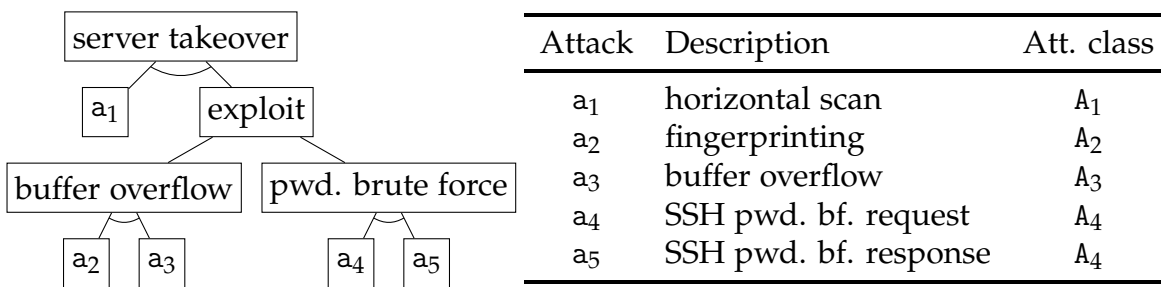 server takeover
a1
exploit
buffer overflow
pwd. brute force
a2
a3
a4
a5
Attack Description Att. class
a1 horizontal scan A1
a2 fingerprinting A2
a3 buffer overflow A3
a4 SSH pwd. bf. request A4
a5 SSH pwd. bf. response A4